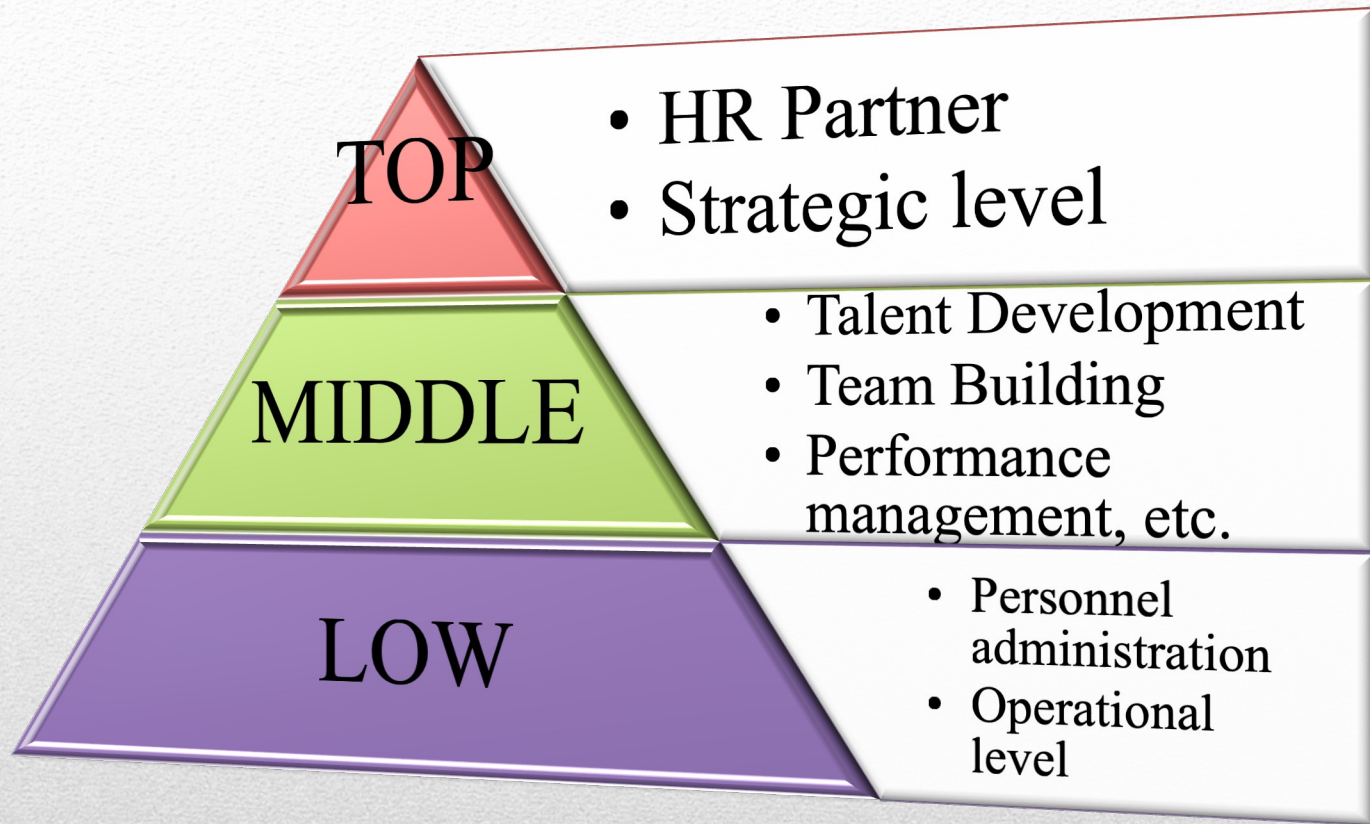 TOP
• HR Partner
• Strategic level
MIDDLE
• Talent Development
• Team Building
• Performance
management, etc.
LOW
• Personnel
administration
• Operational
level